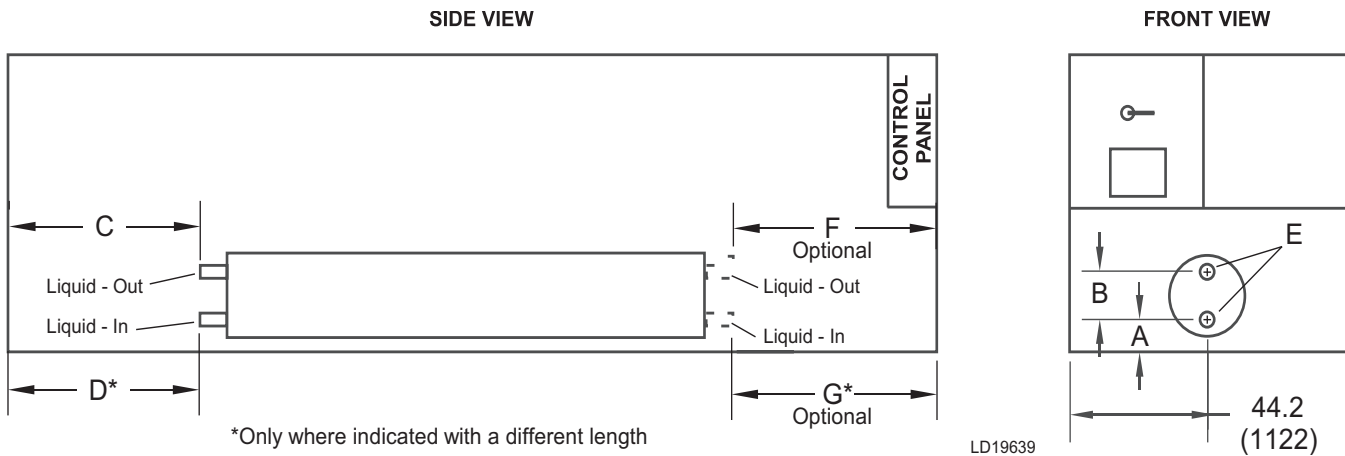 SIDE VIEW
FRONT VIEW
CONTROL
PANEL
C
F
Optional
Liquid - Out
Liquid - Out
E
B
Liquid - In
Liquid - In
A
D*
G*
Optional
44.2
(1122)
*Only where indicated with a different length
LD19639